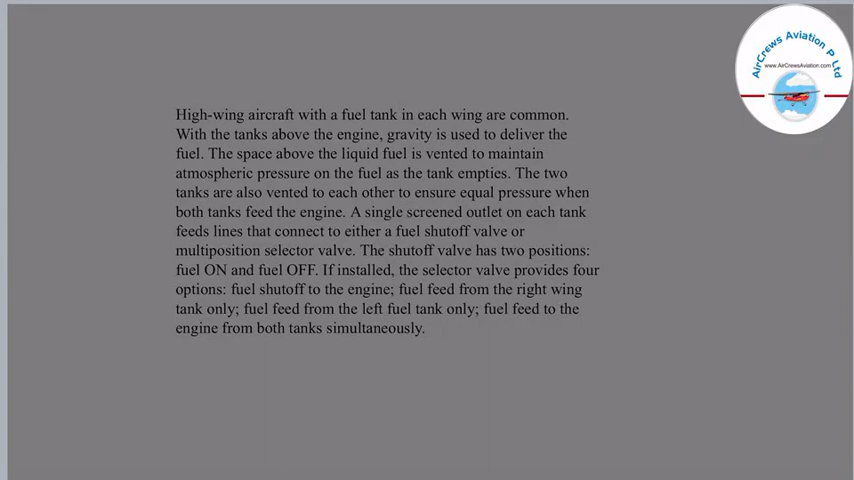 AirCrews Aviation P Ltd
www.AirCrewsAviation.com
High-wing aircraft with a fuel tank in each wing are common.
With the tanks above the engine, gravity is used to deliver the
fuel. The space above the liquid fuel is vented to maintain
atmospheric pressure on the fuel as the tank empties. The two
tanks are also vented to each other to ensure equal pressure when
both tanks feed the engine. A single screened outlet on each tank
feeds lines that connect to either a fuel shutoff valve or
multiposition selector valve. The shutoff valve has two positions:
fuel ON and fuel OFF. If installed, the selector valve provides four
options: fuel shutoff to the engine; fuel feed from the right wing
tank only; fuel feed from the left fuel tank only; fuel feed to the
engine from both tanks simultaneously.